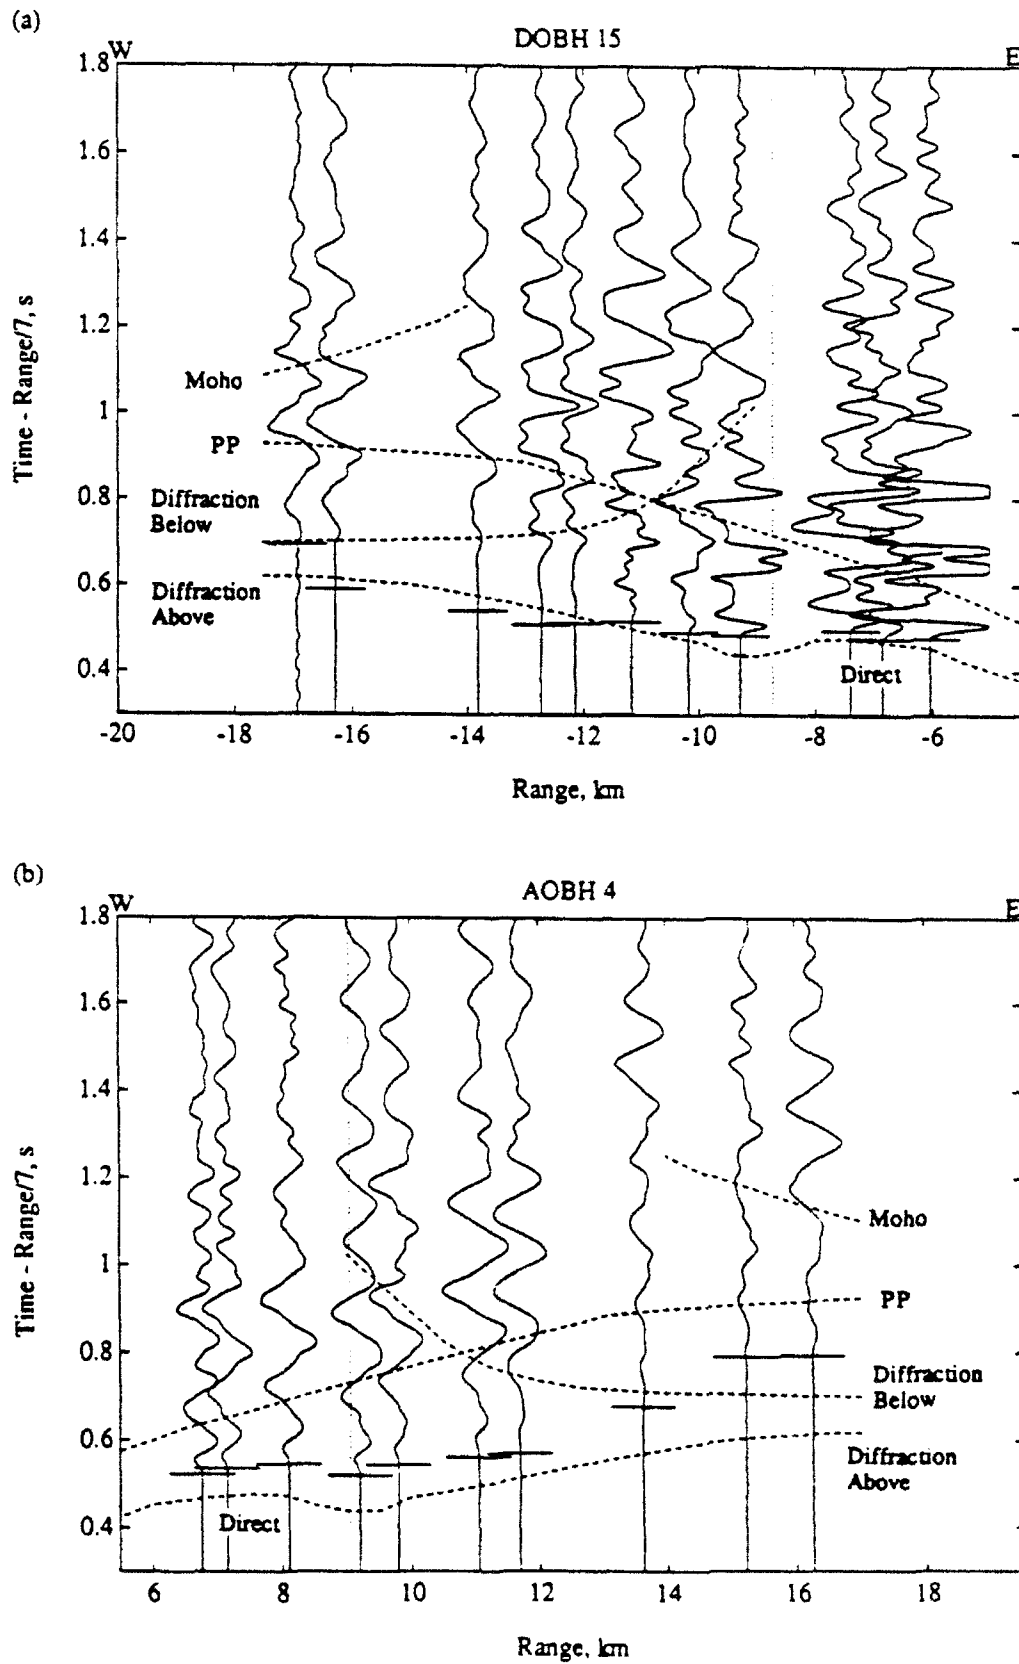 (a)
DOBH 15
W
E
1.8
1.6
1.4
1.2
1
0.8
0.6
0.4
Time - Range/7, s
Moho
PP
Diffraction
Below
Diffraction
Above
Direct
-20
-18
-16
-14
-12
-10
-8
-6
Range, km
(b)
AOBH 4
W
E
1.8
1.6
1.4
1.2
1
0.8
0.6
0.4
Time - Range/7, s
Moho
PP
Diffraction
Below
Diffraction
Above
Direct
6
8
10
12
14
16
18
Range, km